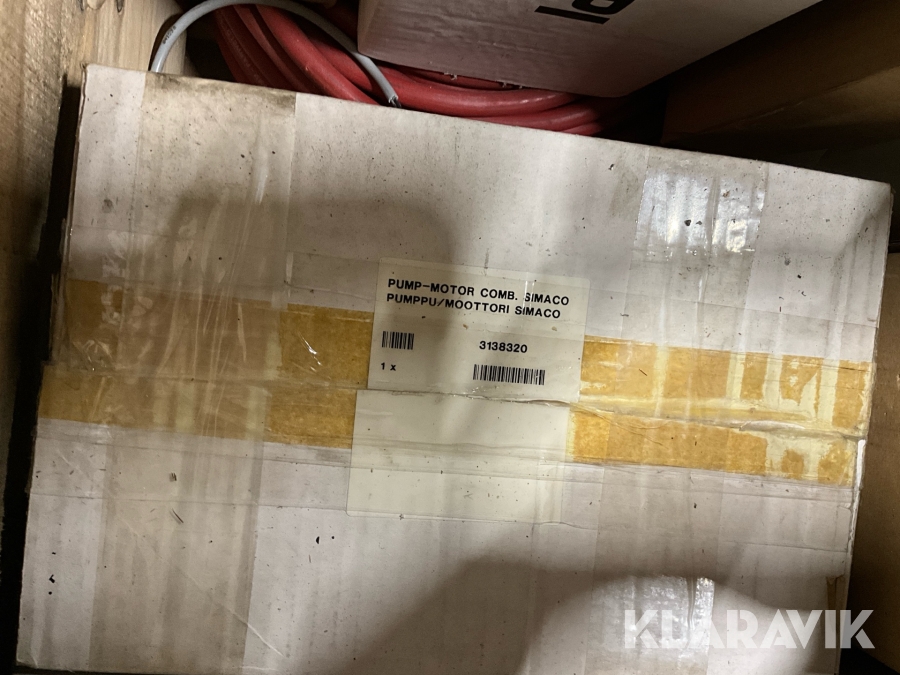 PUMP-MOTOR COMB. SIMACO
PUMPPU/MOOTTORI SIMACO
3138320
1 x
KLARAVIK